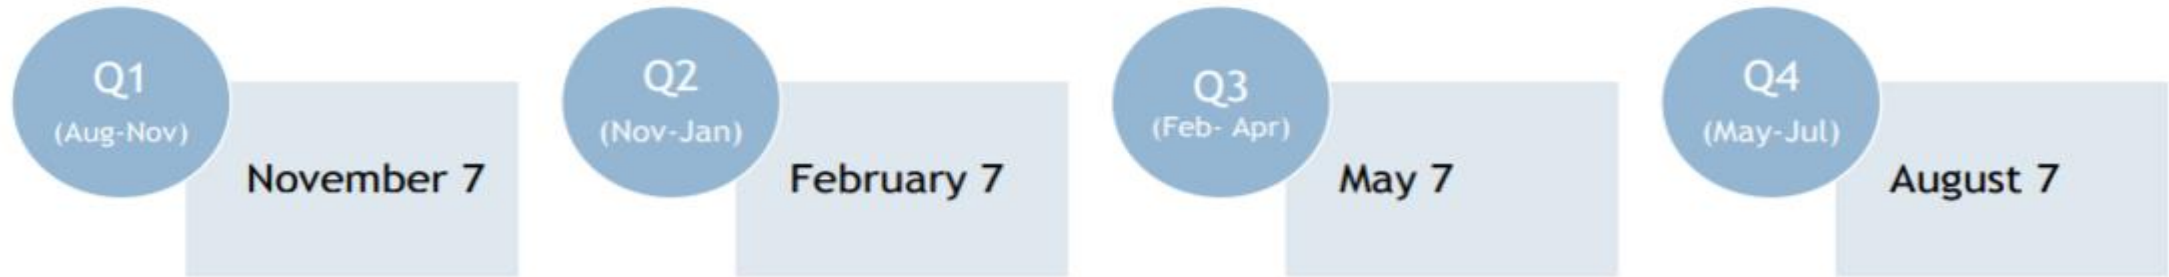 Q1
(Aug-Nov)
November 7
Q2
(Nov-Jan)
February 7
Q3
(Feb- Apr)
May 7
Q4
(May-Jul)
August 7